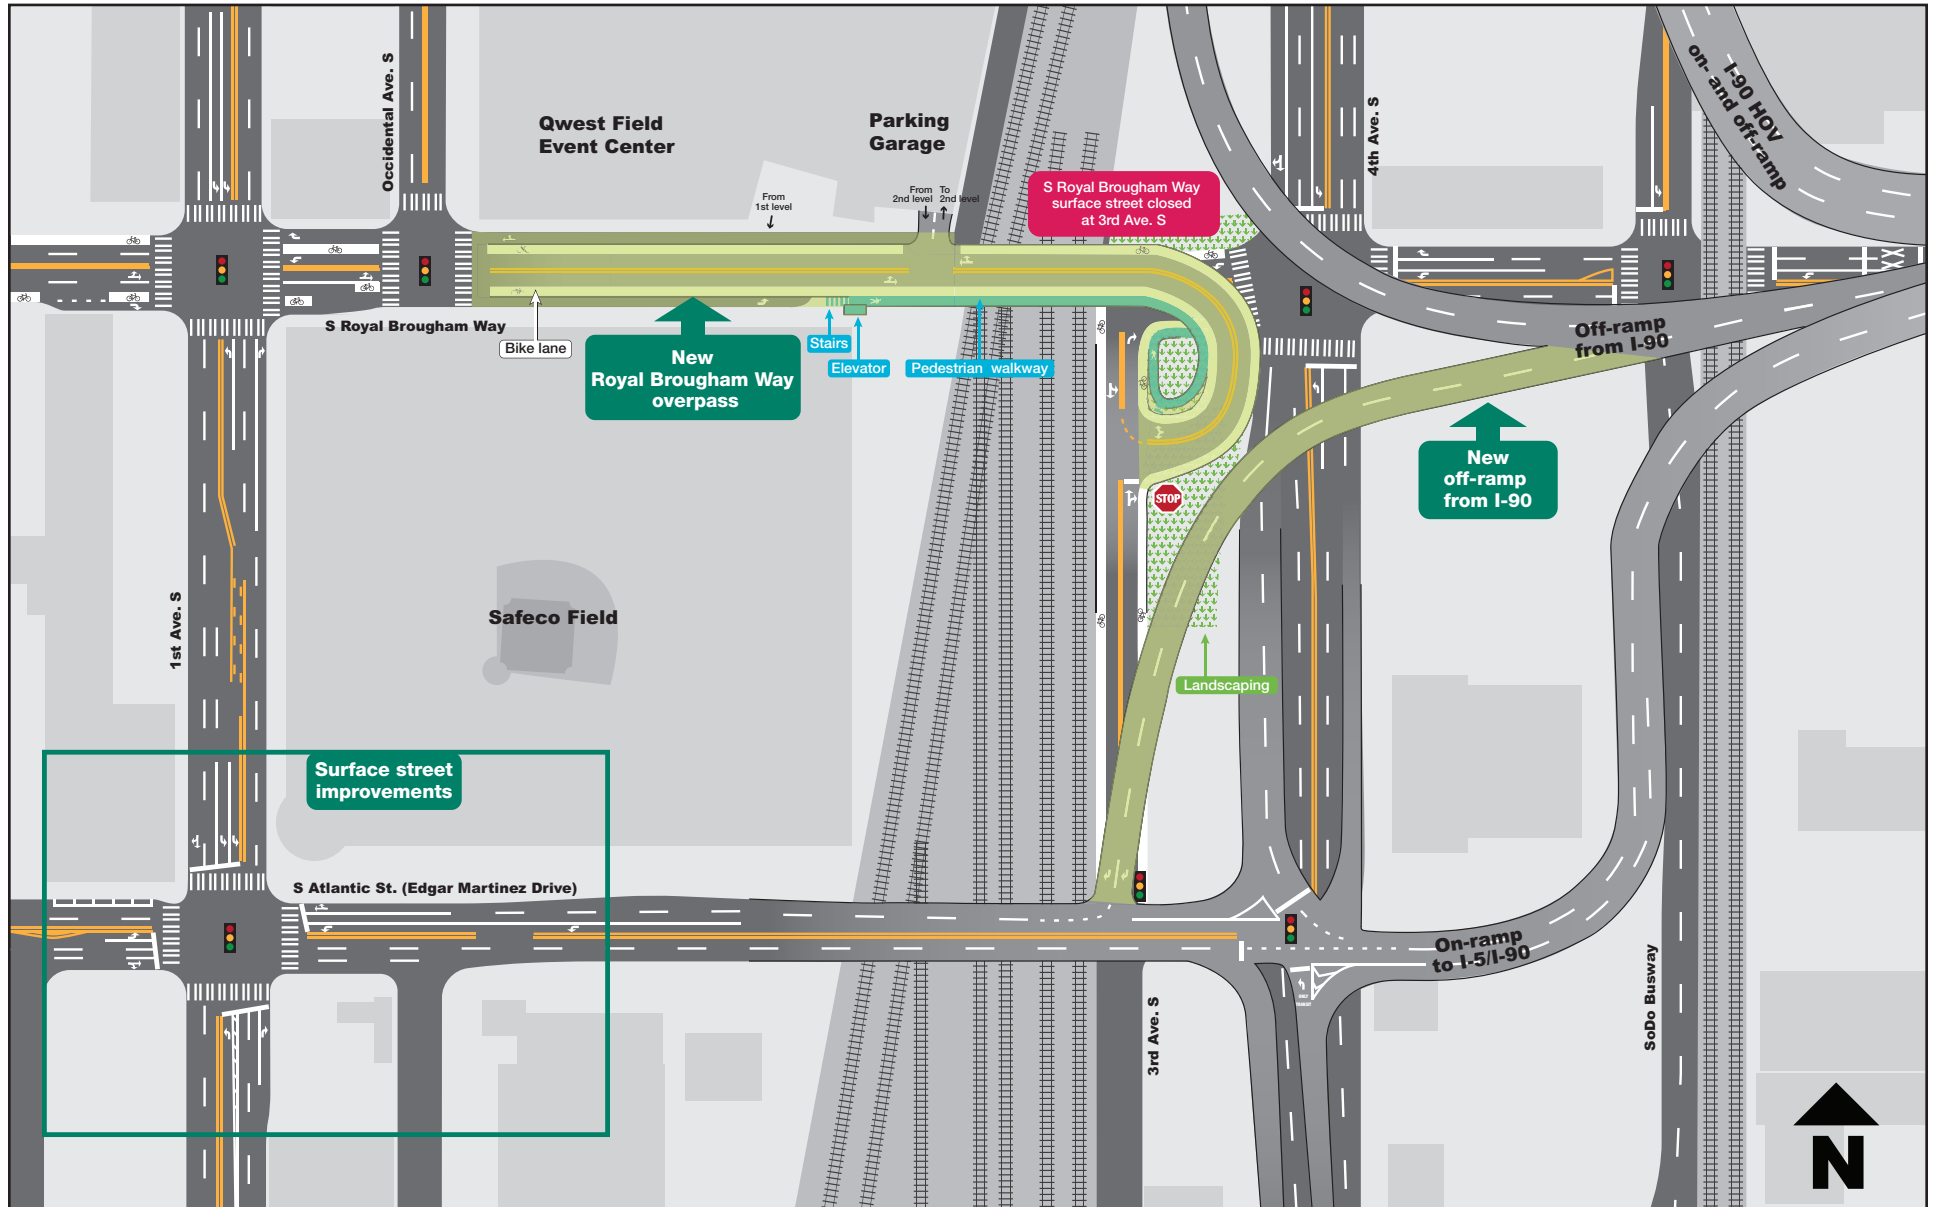 Occidental Ave. S
Qwest Field
Event Center
Parking
Garage
From
1st level
From
2nd level
To
2nd level
S Royal Brougham Way
surface street closed
at 3rd Ave. S
4th Ave. S
I-90 HOV
on- and off-ramp
S Royal Brougham Way
Bike lane
New
Royal Brougham Way
overpass
Stairs
Elevator
Pedestrian walkway
Off-ramp
from I-90
New
off-ramp
from I-90
STOP
1st Ave. S
Safeco Field
Landscaping
Surface street
improvements
S Atlantic St. (Edgar Martinez Drive)
On-ramp
to I-5/I-90
3rd Ave. S
SoDo Busway
ONLY
TRANSIT
N